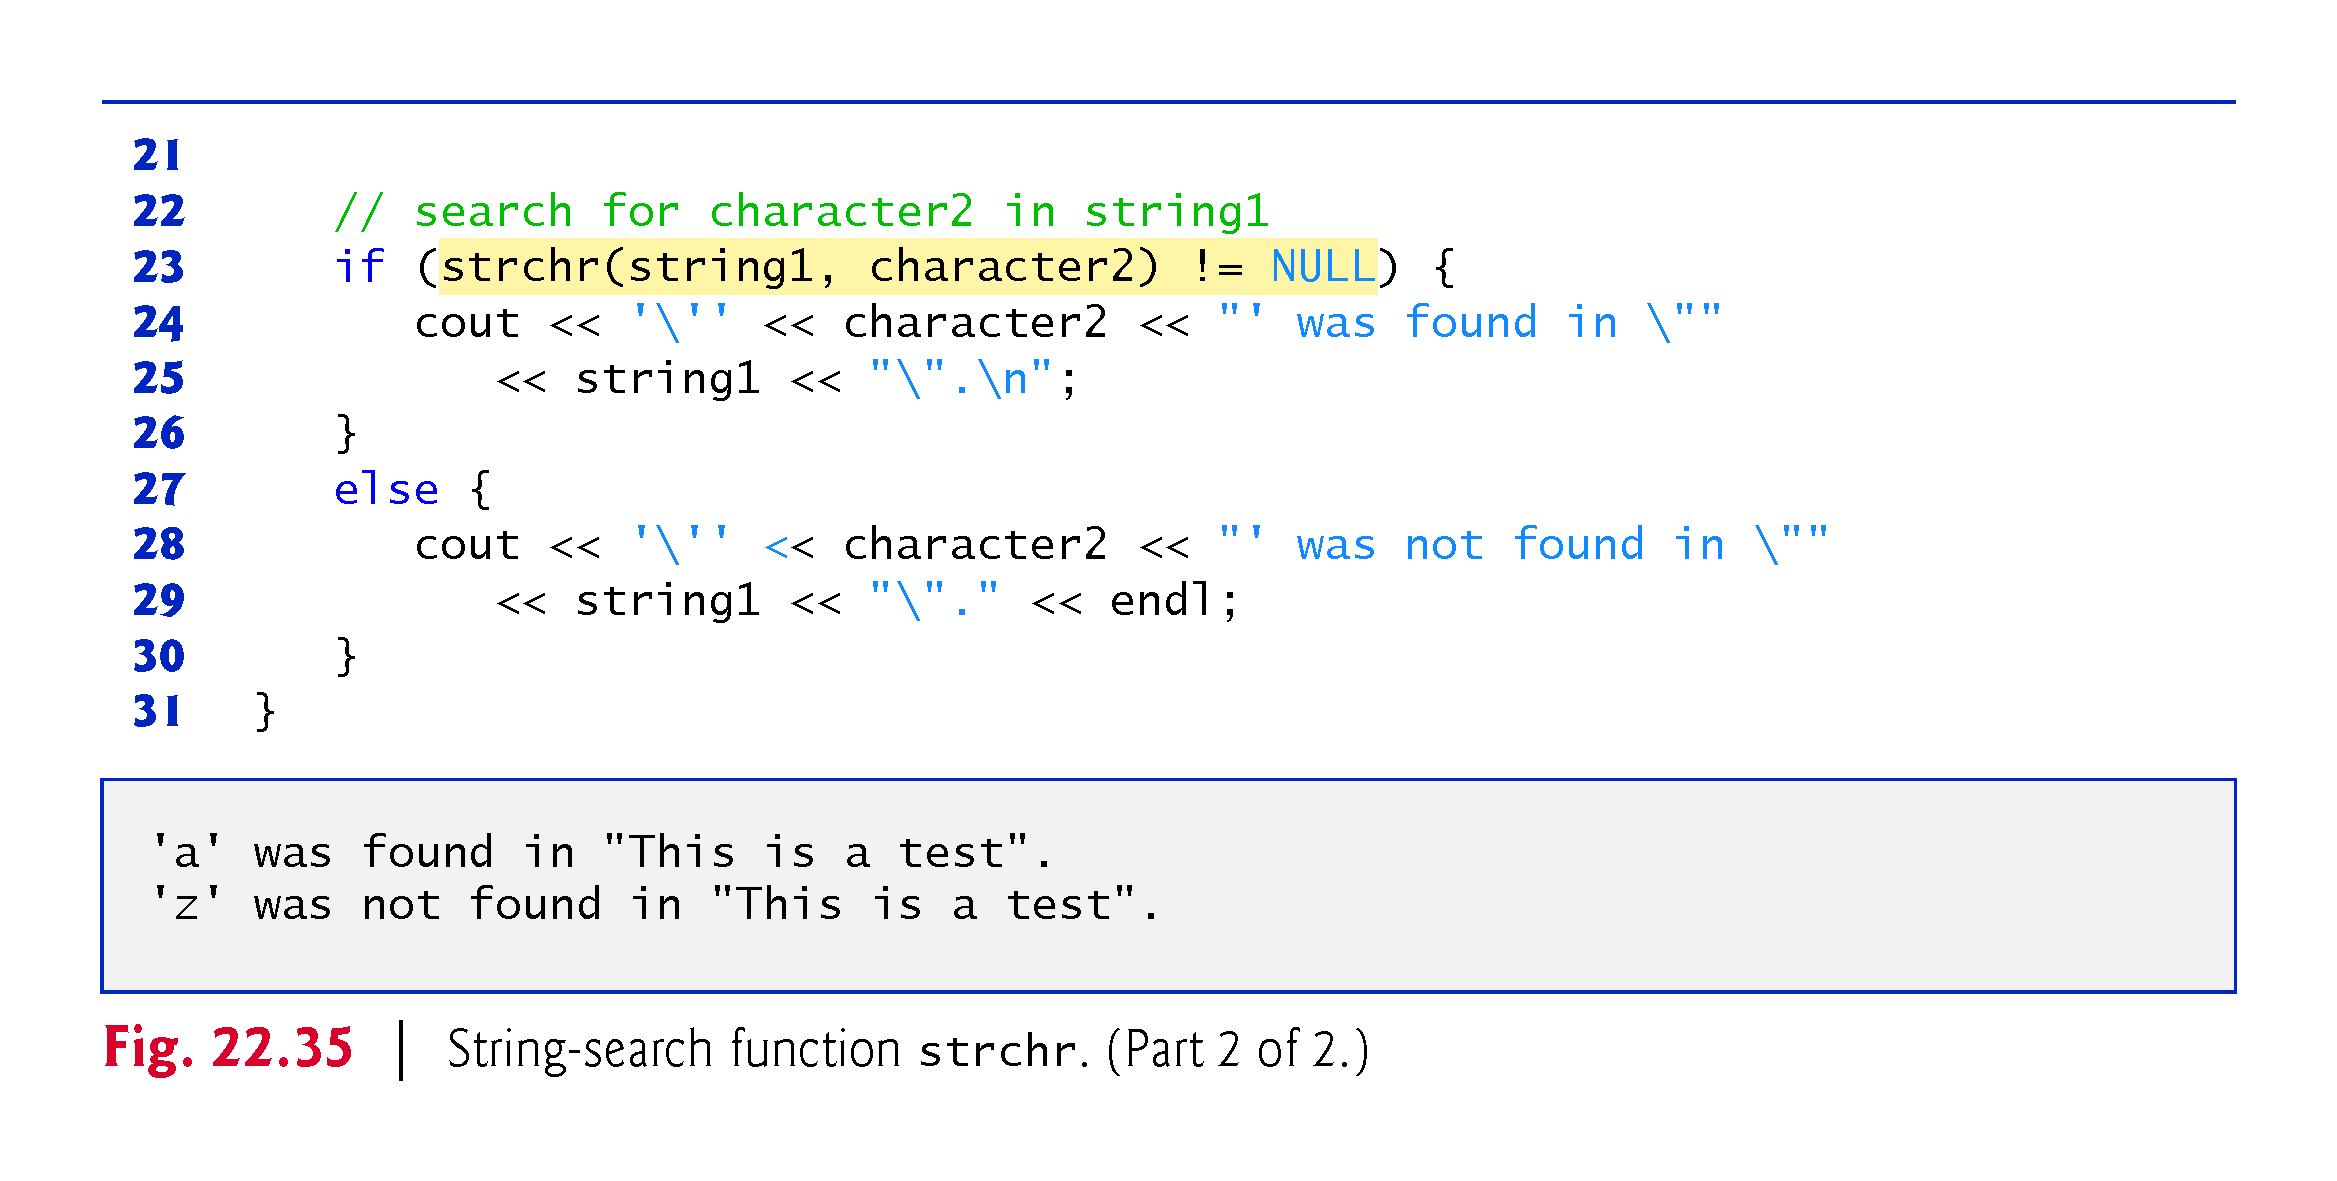 21
22 // search for character2 in string1
23 if (strchr(string1, character2) != NULL) {
24 cout << '\'' << character2 << "' was found in \""
25 << string1 << "\".\n";
26 }
27 else {
28 cout << '\'' << character2 << "' was not found in \""
29 << string1 << "\"." << endl;
30 }
31 }
'a' was found in "This is a test".
'z' was not found in "This is a test".
Fig. 22.35 | String-search function strchr. (Part 2 of 2.)